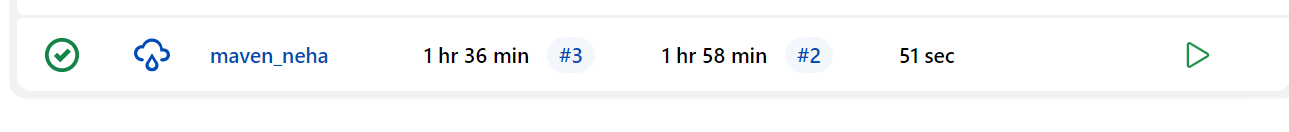 maven_neha 1 hr 36 min #3 1 hr 58 min #2 51 sec